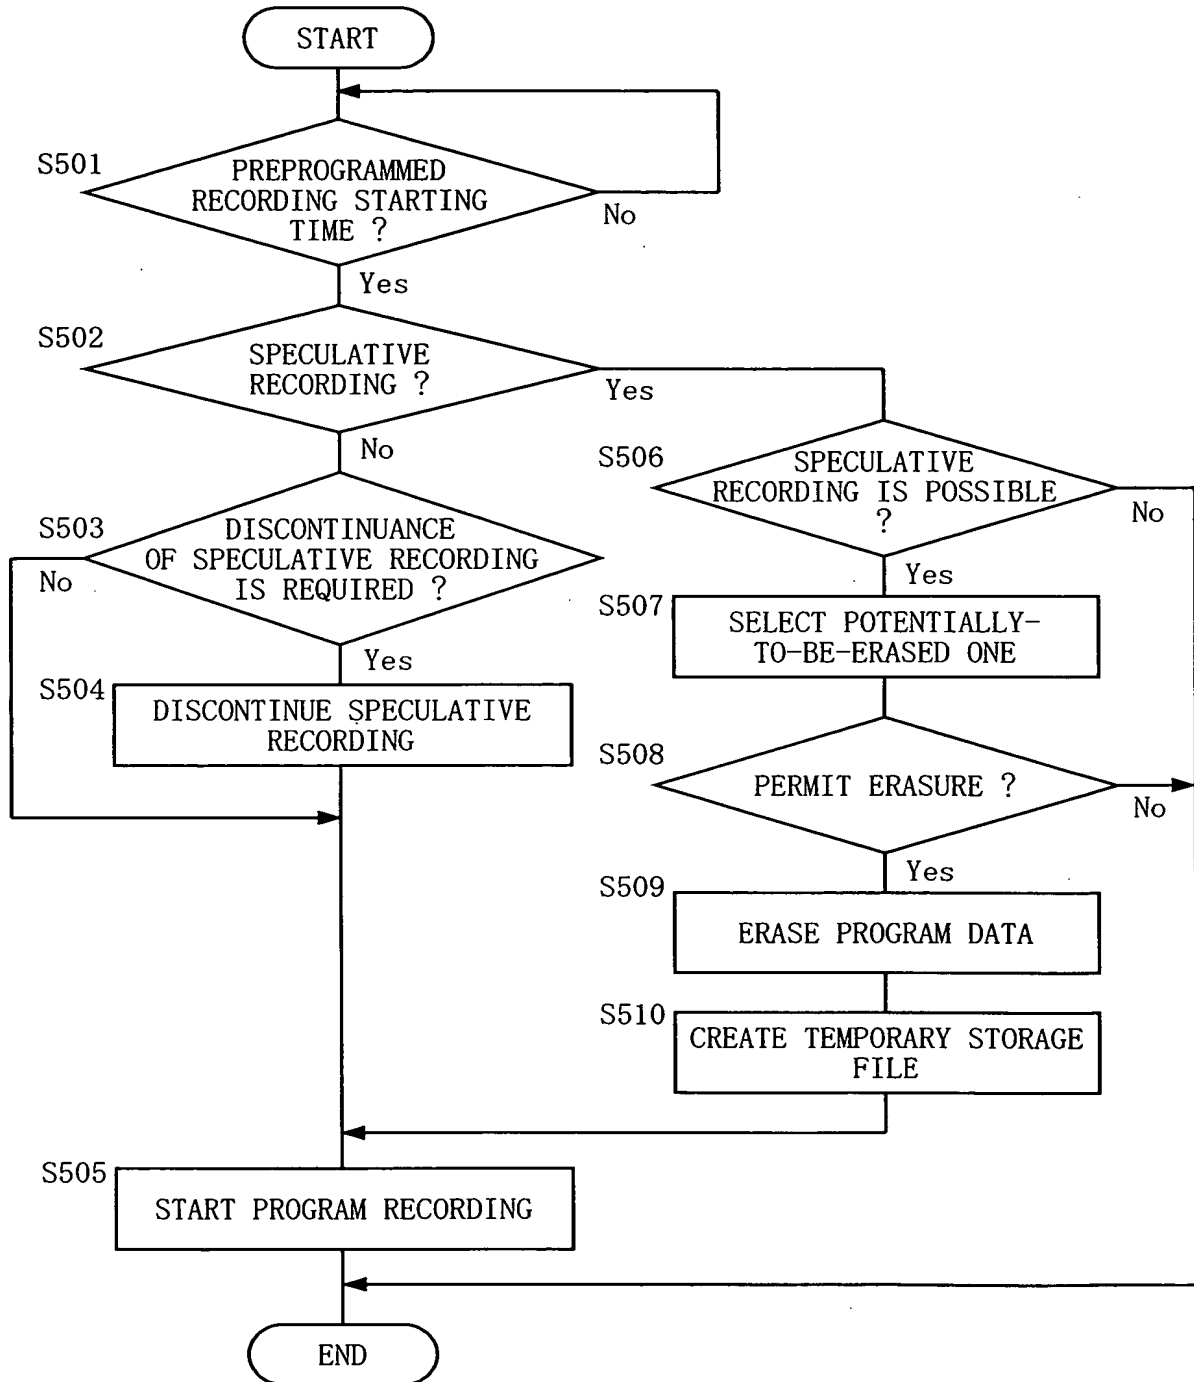 START
S501
PREPROGRAMMED
RECORDING STARTING
TIME ?
No
Yes
S502
SPECULATIVE
RECORDING ?
Yes
No
S506
SPECULATIVE
RECORDING IS POSSIBLE
?
No
Yes
S503
DISCONTINUANCE
OF SPECULATIVE RECORDING
IS REQUIRED ?
No
Yes
S507
SELECT POTENTIALLY-
TO-BE-ERASED ONE
S504
DISCONTINUE SPECULATIVE
RECORDING
S508
PERMIT ERASURE ?
No
Yes
S509
ERASE PROGRAM DATA
S510
CREATE TEMPORARY STORAGE
FILE
S505
START PROGRAM RECORDING
END